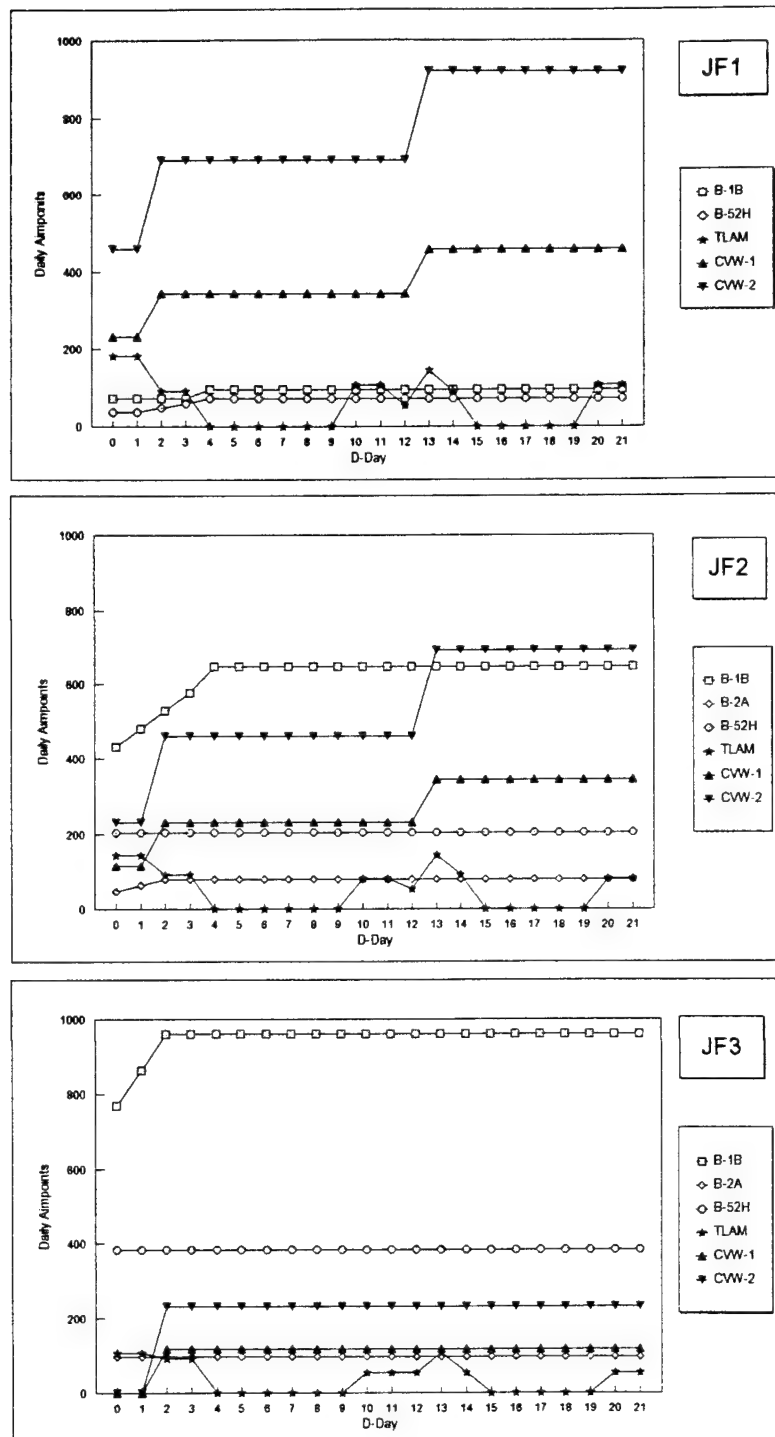 JF1
1000
800
600
400
200
0
Daily Aimpoints
0 1 2 3 4 5 6 7 8 9 10 11 12 13 14 15 16 17 18 19 20 21
D-Day
B-1B
B-52H
TLAM
CVW-1
CVW-2
JF2
1000
800
600
400
200
0
Daily Aimpoints
0 1 2 3 4 5 6 7 8 9 10 11 12 13 14 15 16 17 18 19 20 21
D-Day
B-1B
B-2A
B-52H
TLAM
CVW-1
CVW-2
JF3
1000
800
600
400
200
0
Daily Aimpoints
0 1 2 3 4 5 6 7 8 9 10 11 12 13 14 15 16 17 18 19 20 21
D-Day
B-1B
B-2A
B-52H
TLAM
CVW-1
CVW-2